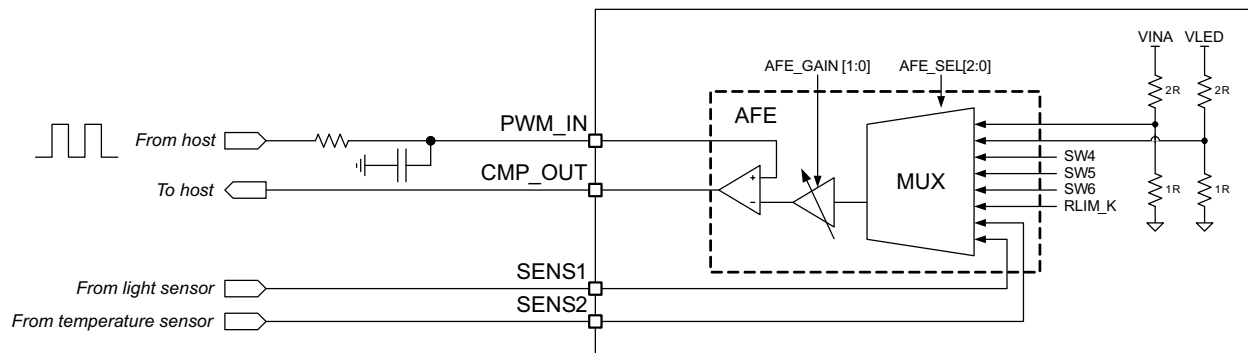 VINA VLED
AFE_GAIN [1:0] AFE_SEL[2:0]
2R 2R
PWM_IN AFE
From host
SW4
CMP_OUT + MUX SW5
To host - SW6 1R 1R
RLIM_K
SENS1
From light sensor
SENS2
From temperature sensor